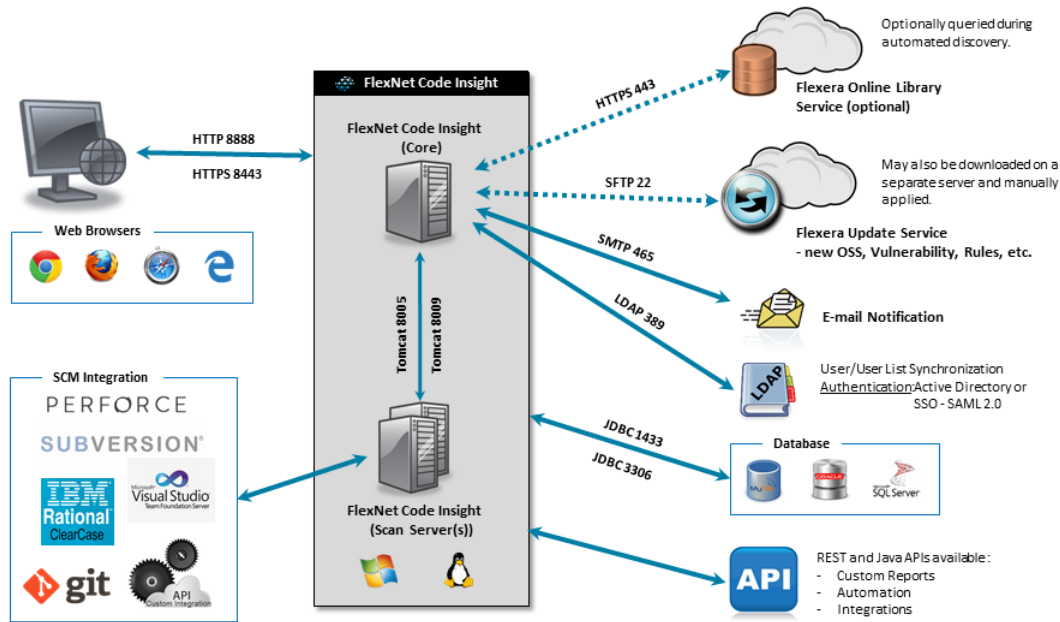 Optionally queried during
automated discovery.
Flexera Online Library
Service (optional)
FlexNet Code Insight
HTTPS 443
FlexNet Code Insight
(Core)
HTTP 8888
HTTPS 8443
SFTP 22
May also be downloaded on a
separate server and manually
applied.
Flexera Update Service
- new OSS, Vulnerability, Rules, etc.
Web Browsers
SMTP 465
E-mail Notification
LDAP 389
Tomcat 8005
Tomcat 8009
LDAP
User/User List Synchronization
Authentication:Active Directory or
SSO - SAML 2.0
SCM Integration
PERFORCE
SUBVERSION®
Microsoft®
Visual Studio
Team Foundation Server
IBM
Rational
ClearCase
git
API
Custom Integration
JDBC 1433
JDBC 3306
Database
MySQL
ORACLE
Microsoft
SQL Server
FlexNet Code Insight
(Scan Server(s))
API
REST and Java APIs available :
- Custom Reports
- Automation
- Integrations